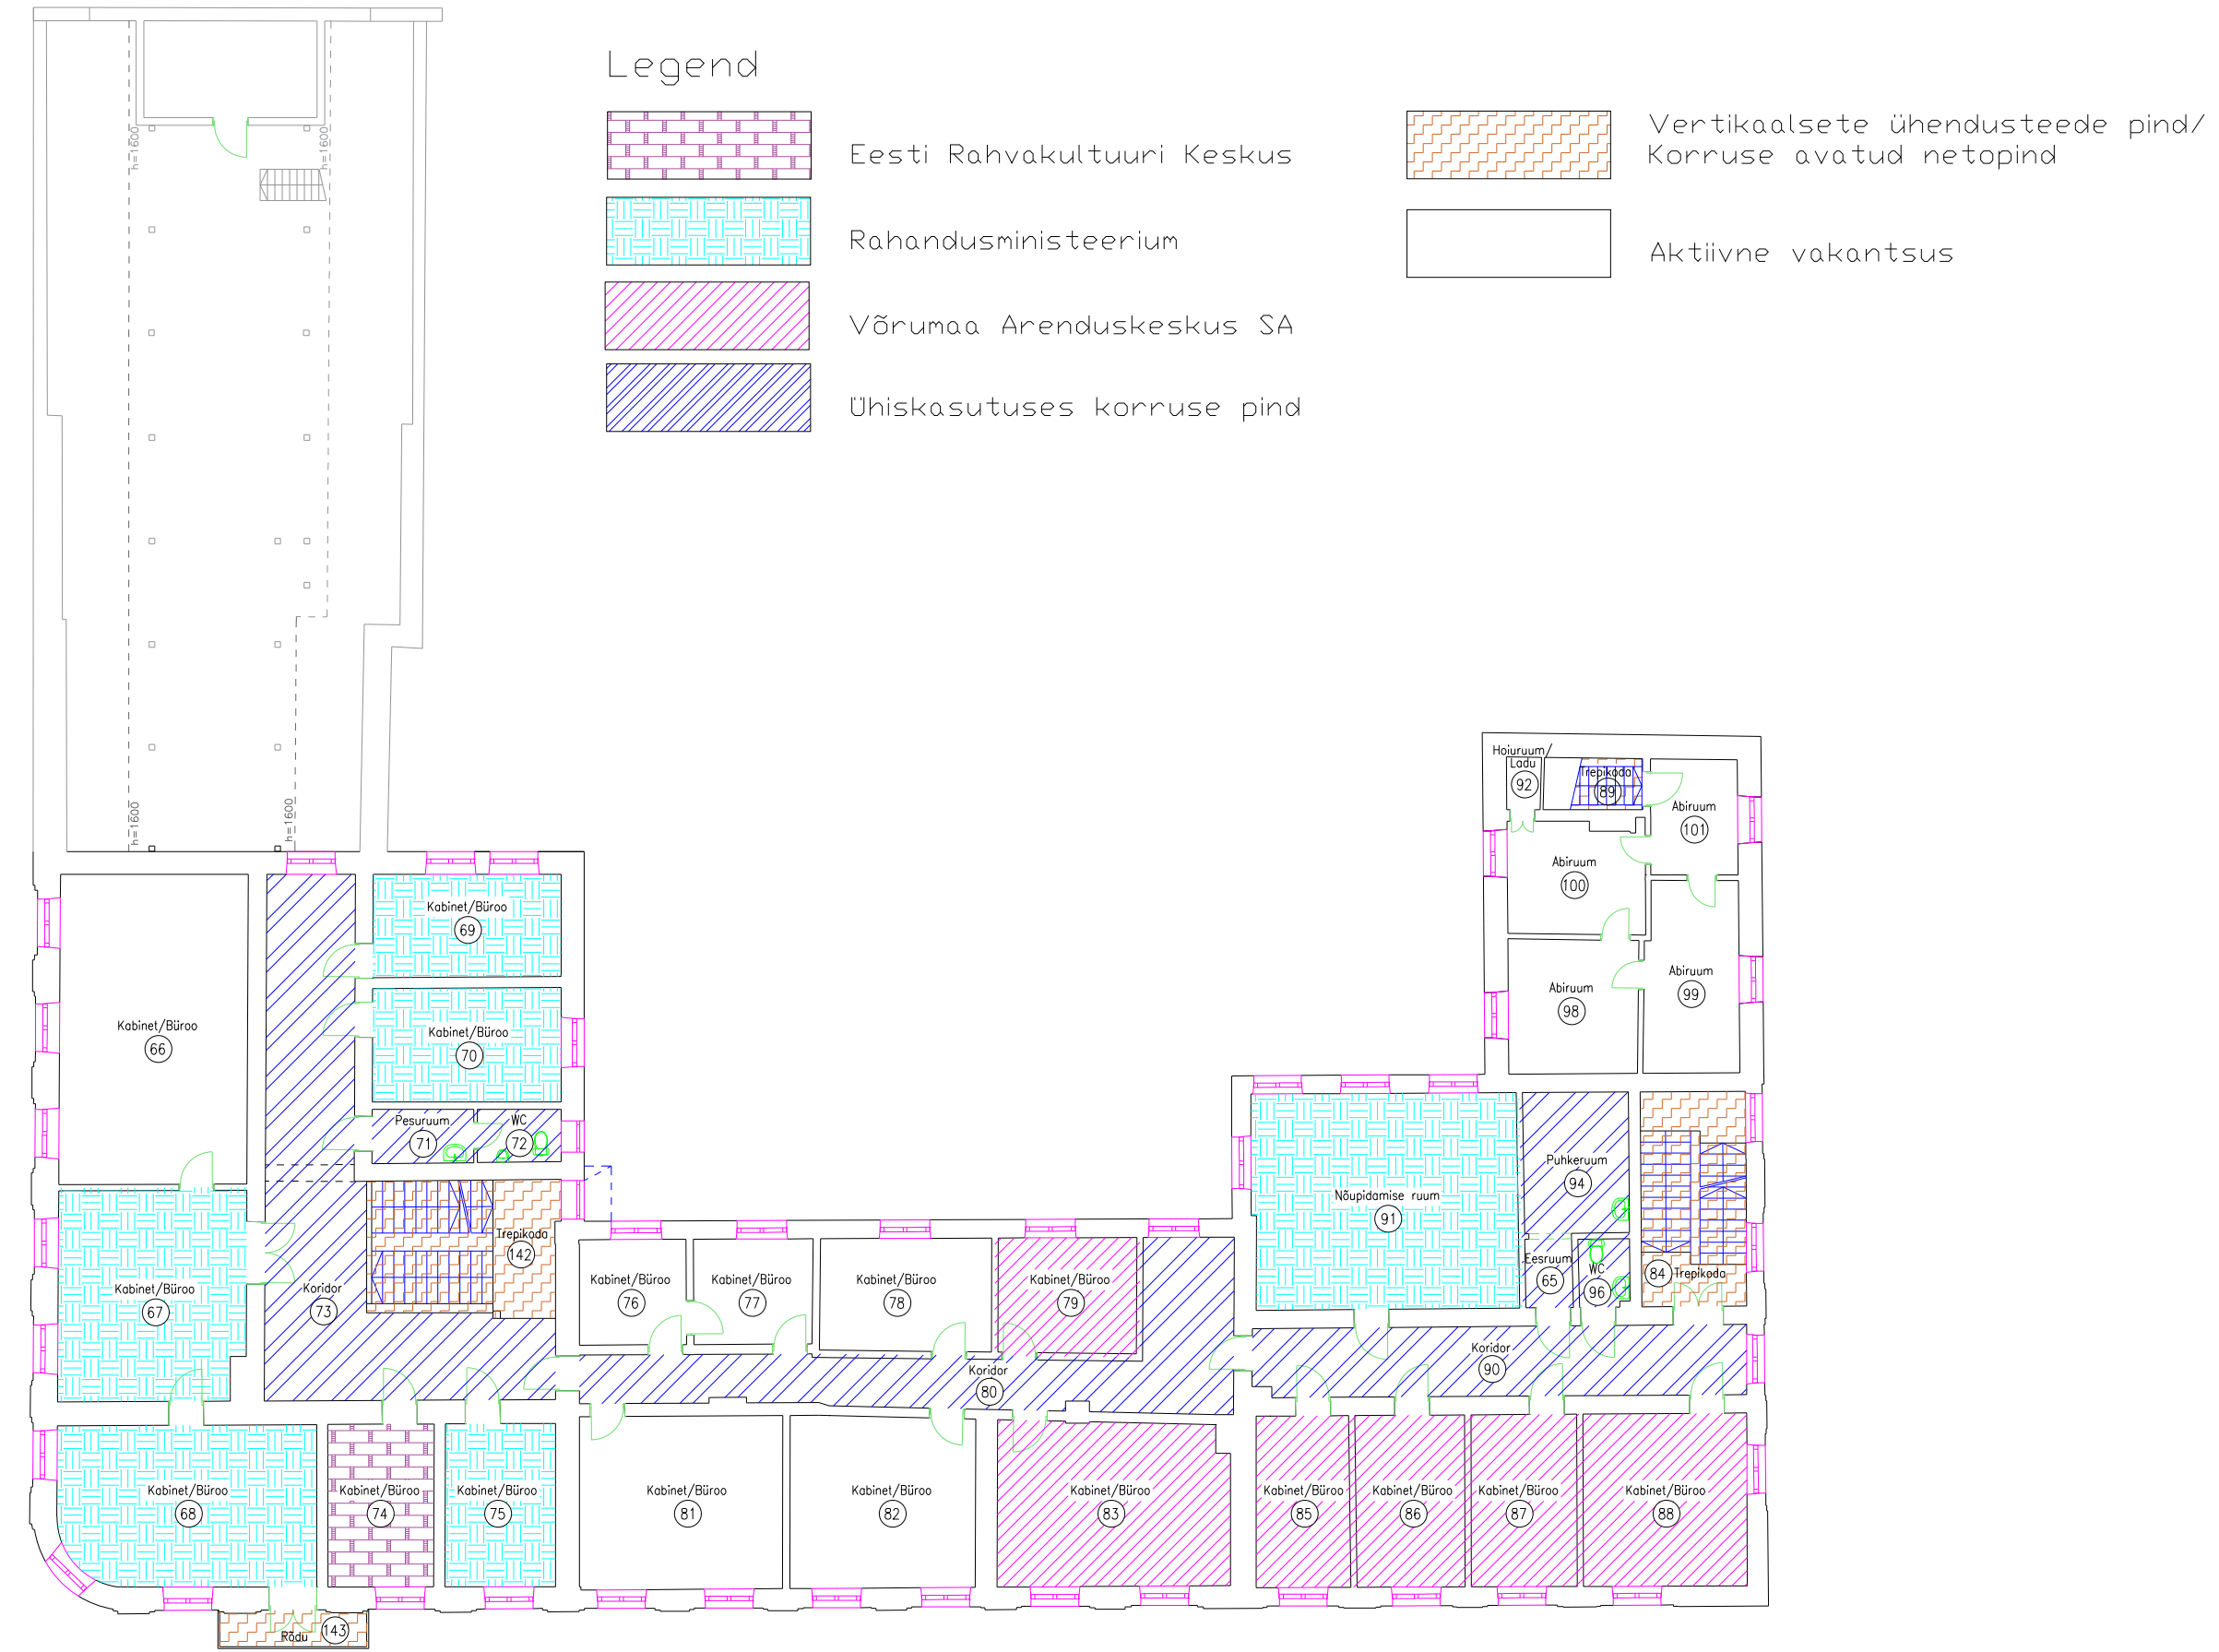 Legend
Eesti Rahvakultuuri Keskus
Rahandusministeerium
Võrumaa Arenduskeskus SA
Ühiskasutuses korruse pind
Vertikaalsete ühendusteede pind/
Korruse avatud netopind
Aktiivne vakantsus
h=1600
h=1600
h=1600
h=1600
Hoiuruum/
Ladu
92
Trepikoda
89
Abiruum
101
Abiruum
100
Abiruum
98
Abiruum
99
Kabinet/Büroo
66
Kabinet/Büroo
69
Kabinet/Büroo
70
Pesuruum
71
WC
72
Kabinet/Büroo
67
Koridor
73
Trepikoda
142
Kabinet/Büroo
76
Kabinet/Büroo
77
Kabinet/Büroo
78
Kabinet/Büroo
79
Koridor
80
Nõupidamise ruum
91
Puhkeruum
94
Eesruum
65
WC
96
84
Trepikoda
Koridor
90
Kabinet/Büroo
68
Kabinet/Büroo
74
Kabinet/Büroo
75
Kabinet/Büroo
81
Kabinet/Büroo
82
Kabinet/Büroo
83
Kabinet/Büroo
85
Kabinet/Büroo
86
Kabinet/Büroo
87
Kabinet/Büroo
88
Rõdu
143